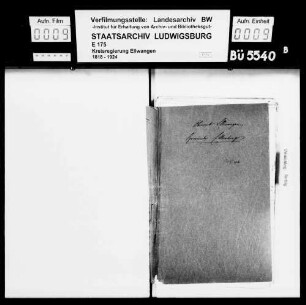 Aufn. Film
0009
Verfilmungsstelle: Landesarchiv BW
-Institut für Erhaltung von Archiv- und Bibliotheksgut-
STAATSARCHIV LUDWIGSBURG
E 175
Kreisregierung Ellwangen
1818 - 1924
Aufn. Einheit
0009
BÜ 5540
B